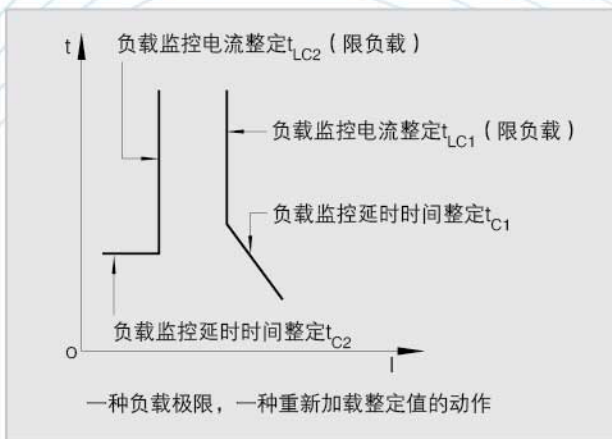 t
负载监控电流整定tLC2（限负载）
负载监控电流整定tLC1（限负载）
负载监控延时时间整定tC1
负载监控延时时间整定tC2
O
I
一种负载极限，一种重新加载整定值的动作